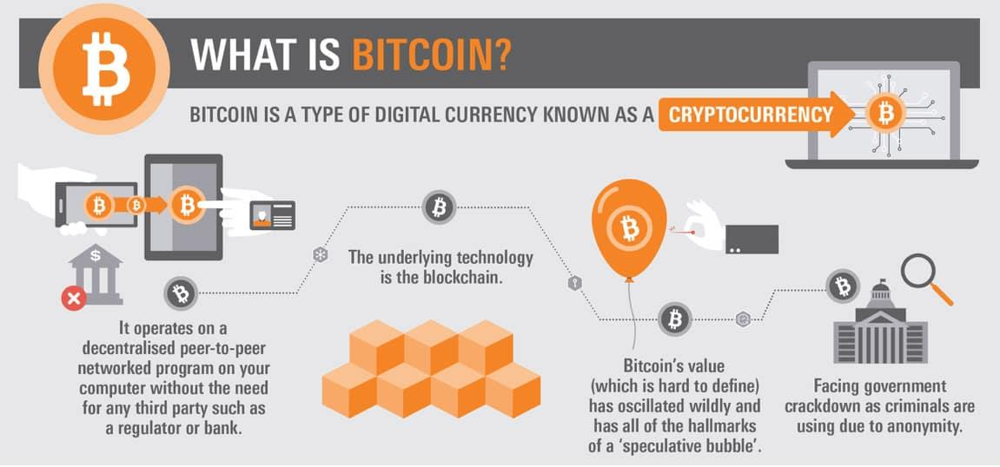 WHAT IS BITCOIN?
BITCOIN IS A TYPE OF DIGITAL CURRENCY KNOWN AS A CRYPTOCURRENCY
$
It operates on a
decentralised peer-to-peer
networked program on your
computer without the need
for any third party such as
a regulator or bank.
The underlying technology
is the blockchain.
Bitcoin's value
(which is hard to define)
has oscillated wildly and
has all of the hallmarks
of a 'speculative bubble'.
Facing government
crackdown as criminals are
using due to anonymity.